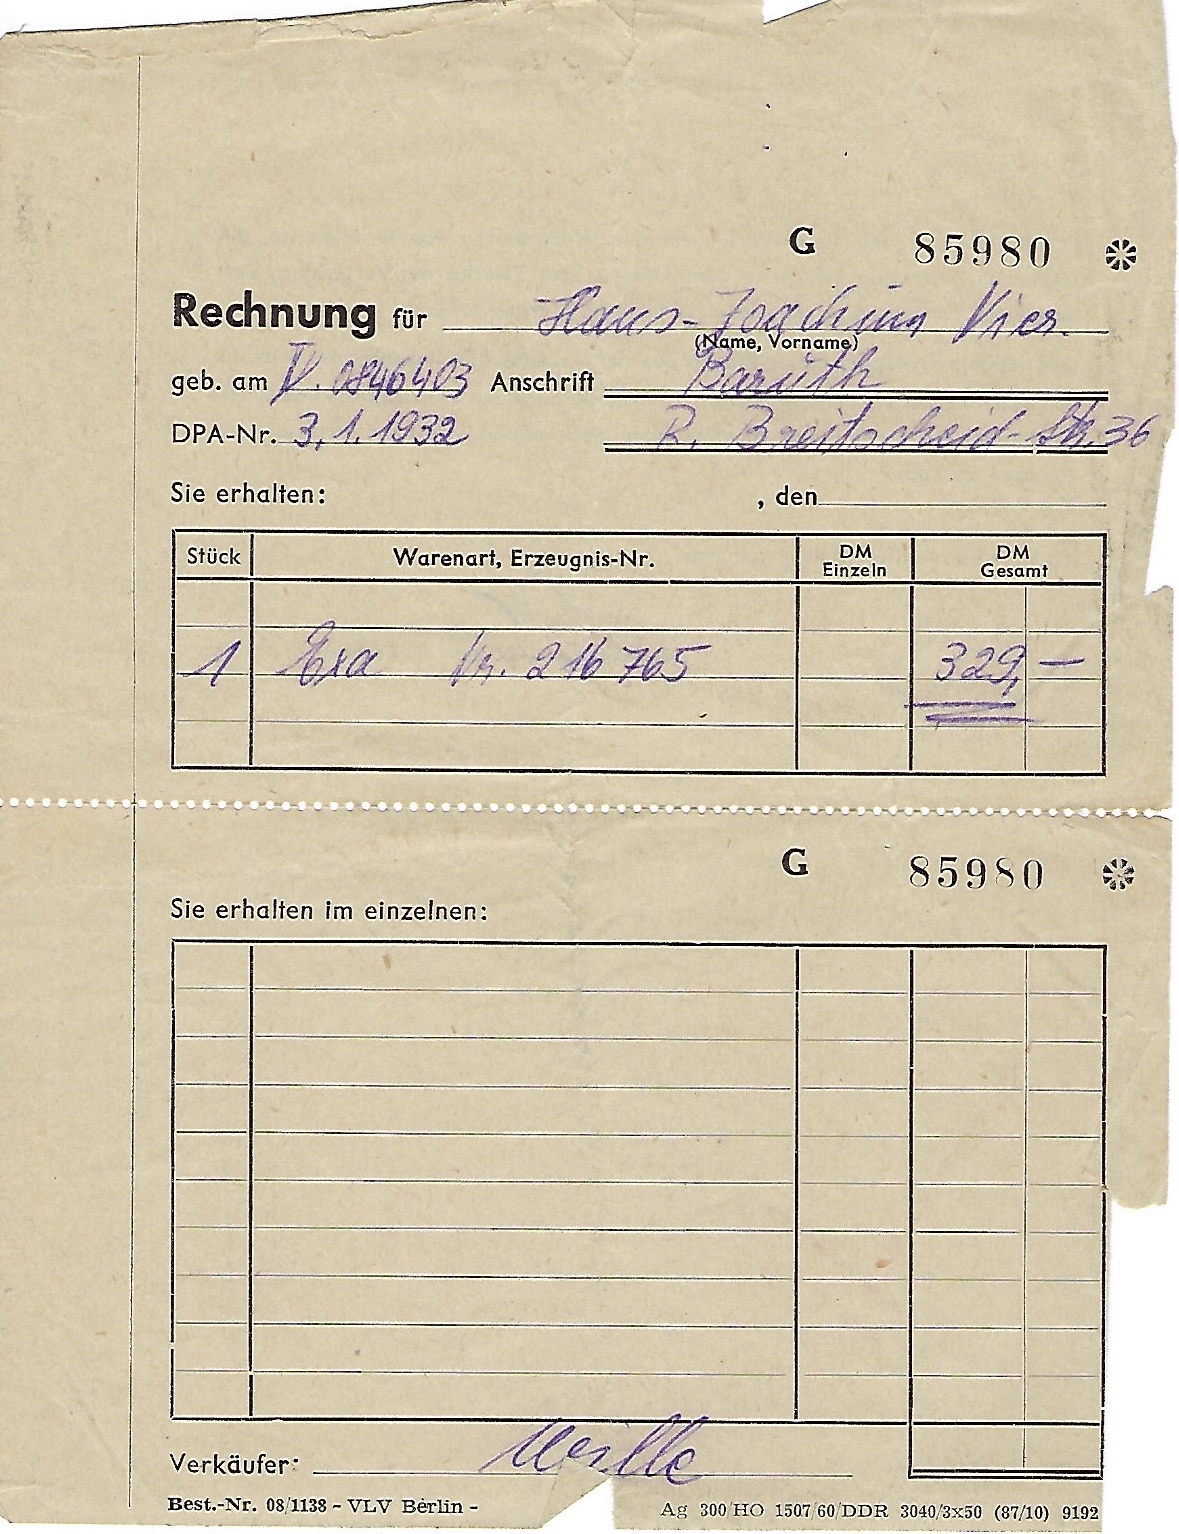 G 85980
Rechnung für Hans-Joachim Vier.
(Name, Vorname)
geb. am IV. 0846403 Anschrift Baruth
DPA-Nr. 3.1.1932 R. Breitscheid-Str. 36
Sie erhalten: , den
Stück Warenart, Erzeugnis-Nr. DM Einzeln DM Gesamt
1 Exa Nr. 216765 329,—
G 85980
Sie erhalten im einzelnen:
Verkäufer:
Best.-Nr. 08/1138 - VLV Berlin -
Ag 300/HO 1507/60/DDR 3040/3x50 (87/10) 9192